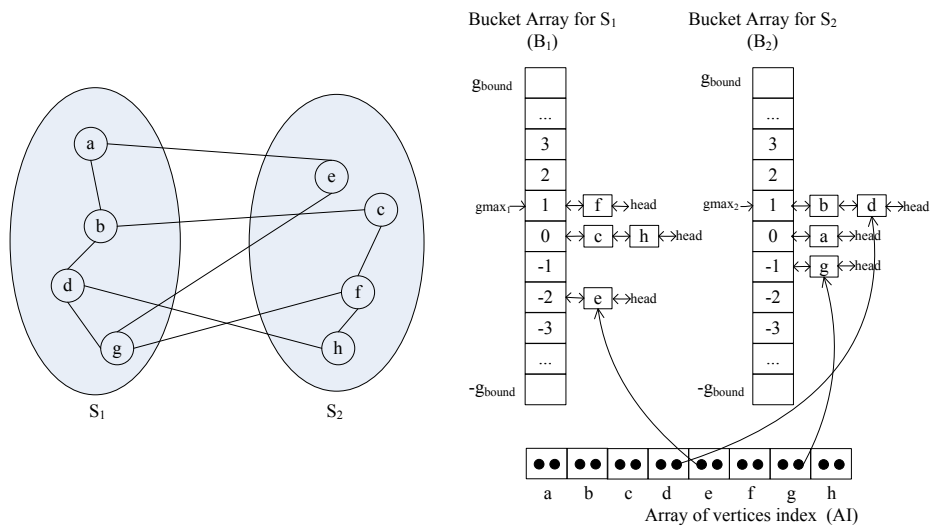 a
b
d
g
S₁
e
c
f
h
S₂
Bucket Array for S₁
(B₁)
gbound
...
3
2
gmax₁ 1 f head
0 c h head
-1
-2 e head
-3
...
-gbound
Bucket Array for S₂
(B₂)
gbound
...
3
2
gmax₂ 1 b d head
0 a head
-1 g head
-2
-3
...
-gbound
a b c d e f g h
Array of vertices index (AI)